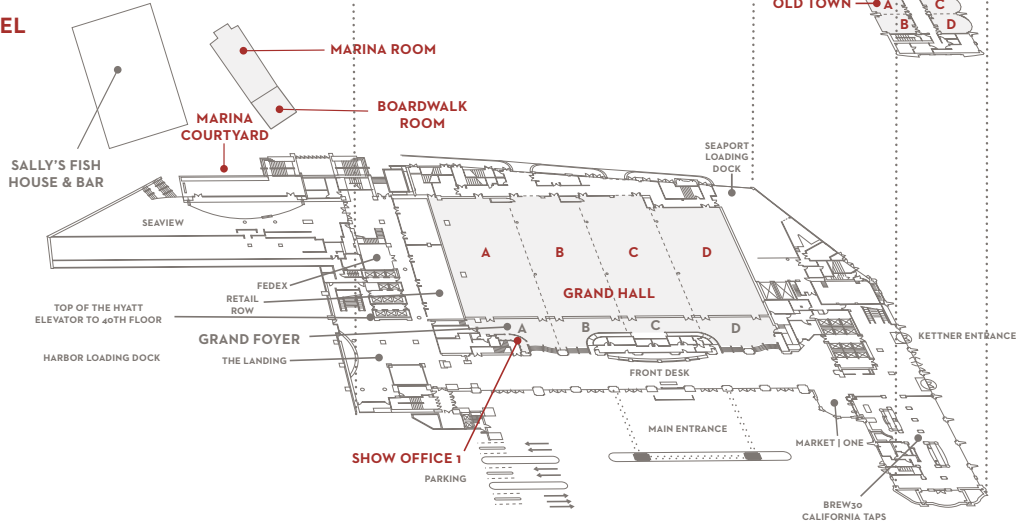 OLD TOWN
A
C
B
D
EL
MARINA ROOM
BOARDWALK
ROOM
MARINA
COURTYARD
SALLY'S FISH
HOUSE & BAR
SEAPORT
LOADING
DOCK
SEAVIEW
A
B
C
D
GRAND HALL
FEDEX
RETAIL
ROW
TOP OF THE HYATT
ELEVATOR TO 40TH FLOOR
GRAND FOYER
A
B
C
D
KETTNER ENTRANCE
HARBOR LOADING DOCK
THE LANDING
FRONT DESK
MAIN ENTRANCE
MARKET | ONE
SHOW OFFICE 1
PARKING
BREW30
CALIFORNIA TAPS